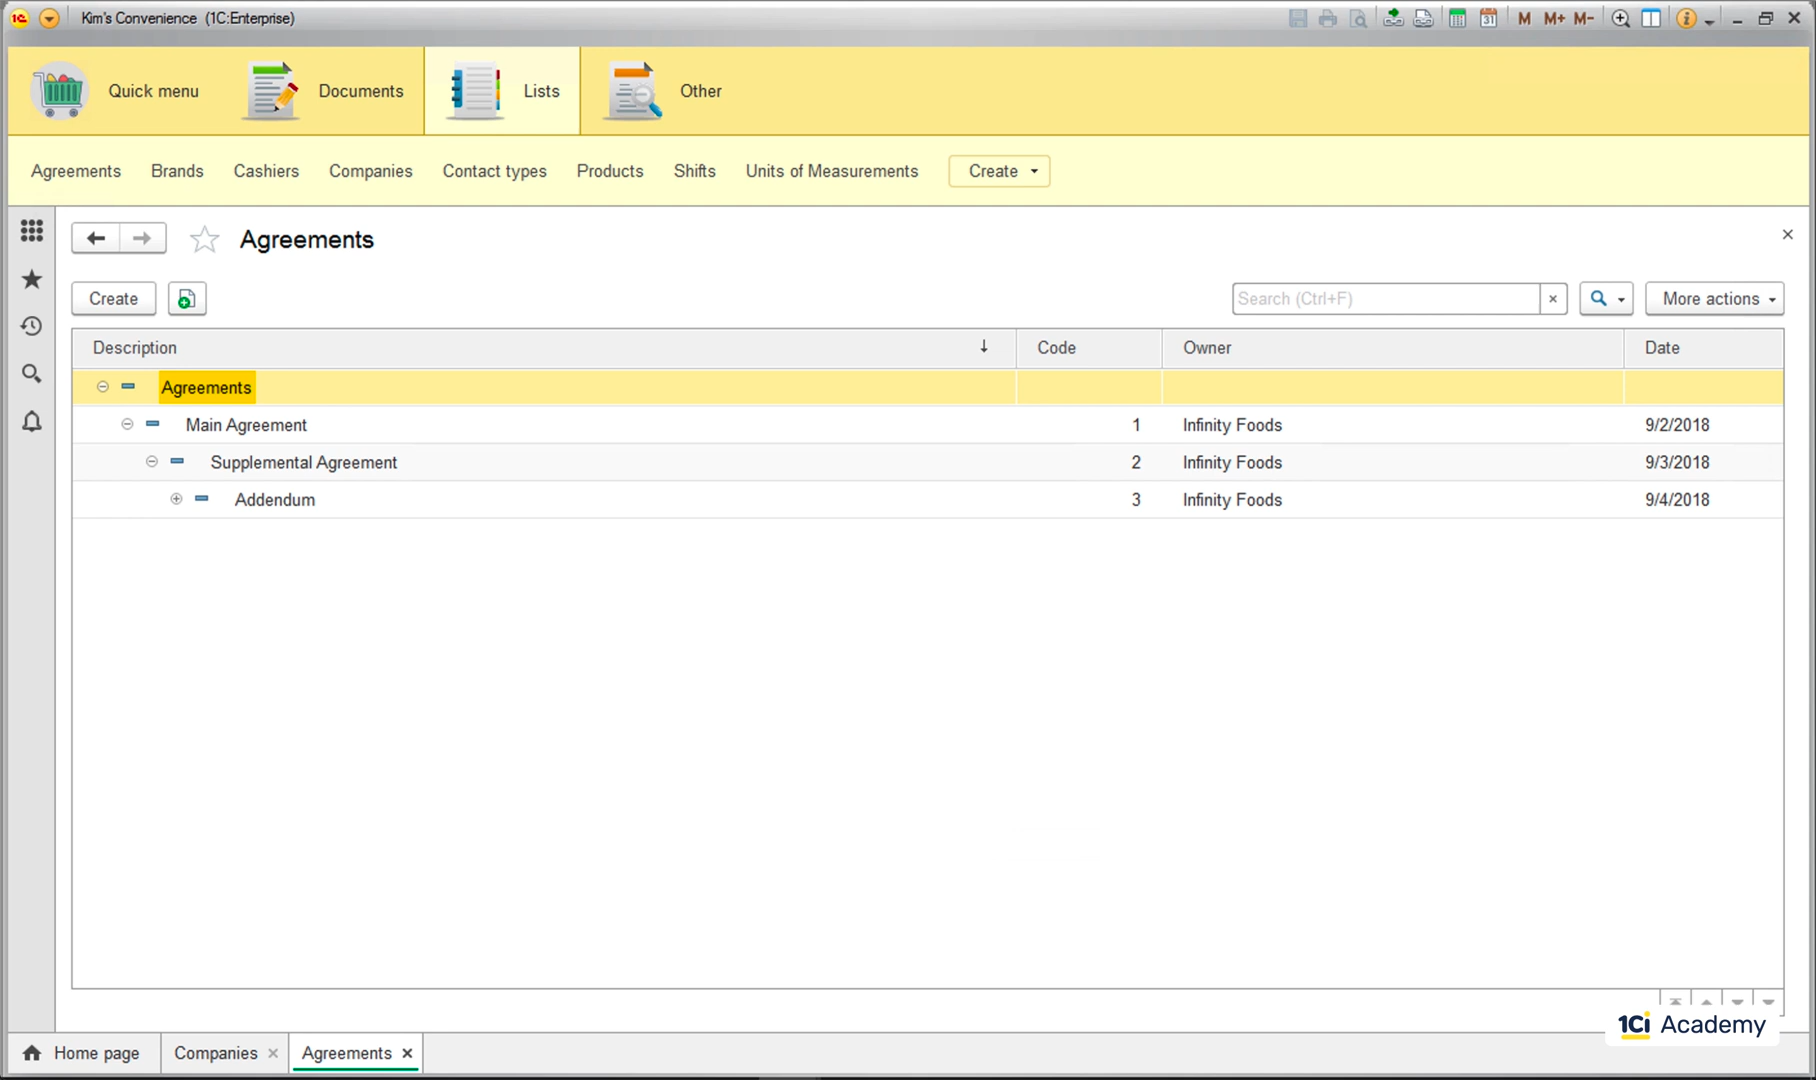 Kim's Convenience (1C:Enterprise)
31 M M+ M-
Quick menu Documents Lists Other
Agreements Brands Cashiers Companies Contact types Products Shifts Units of Measurements Create
Agreements
Create Search (Ctrl+F) More actions
Description Code Owner Date
Agreements
Main Agreement 1 Infinity Foods 9/2/2018
Supplemental Agreement 2 Infinity Foods 9/3/2018
Addendum 3 Infinity Foods 9/4/2018
1Ci Academy
Home page Companies Agreements